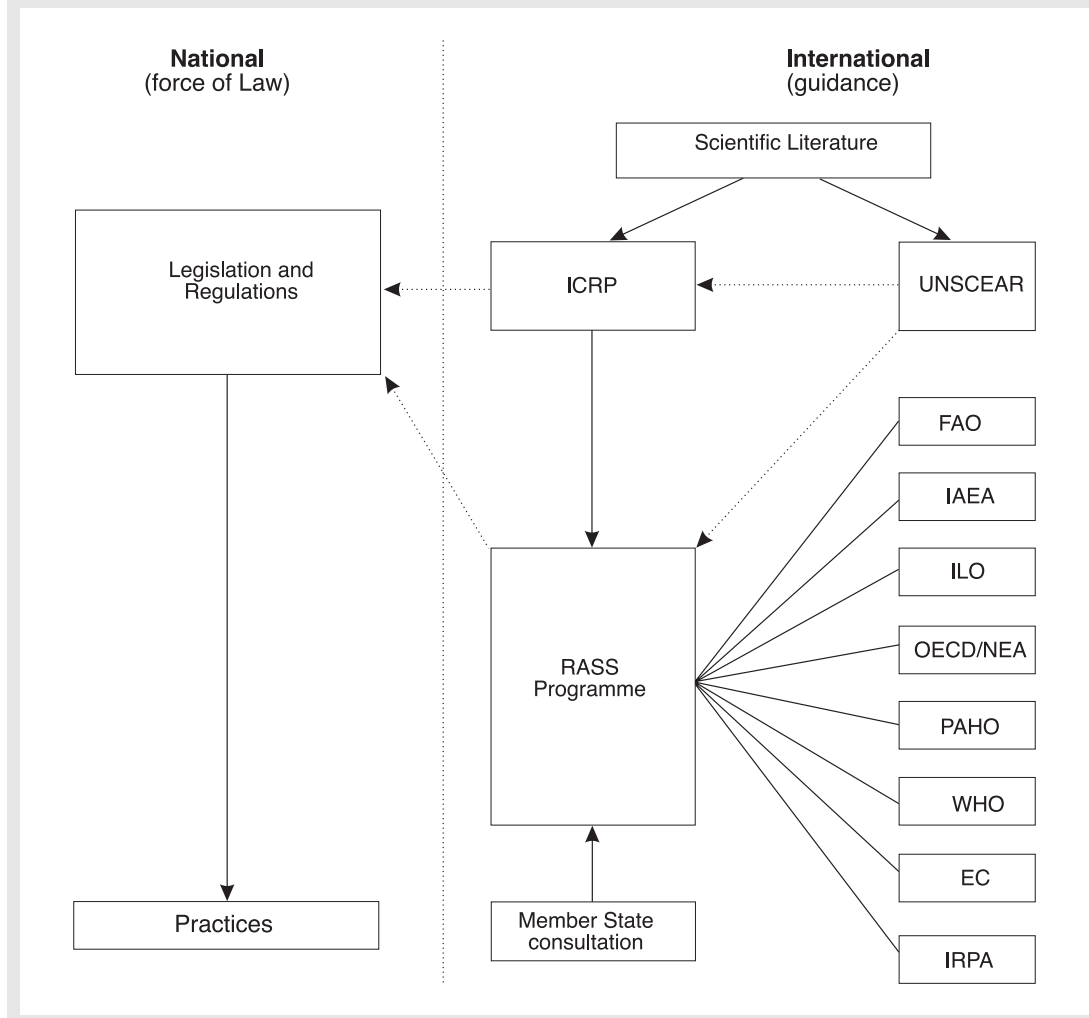 National
(force of Law)
International
(guidance)
Scientific Literature
Legislation and
Regulations
ICRP
UNSCEAR
FAO
IAEA
ILO
OECD/NEA
PAHO
WHO
EC
IRPA
RASS
Programme
Practices
Member State
consultation